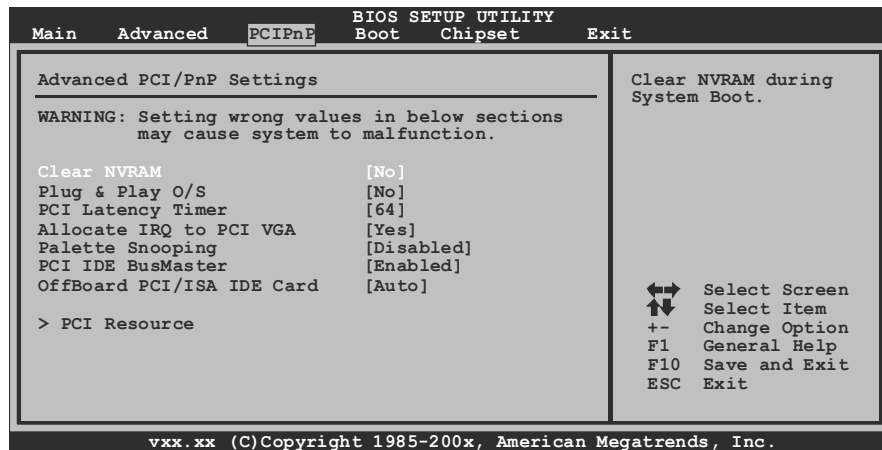 BIOS SETUP UTILITY
Main Advanced PCIPnP Boot Chipset Exit
Advanced PCI/PnP Settings
WARNING: Setting wrong values in below sections
may cause system to malfunction.
Clear NVRAM [No]
Plug & Play O/S [No]
PCI Latency Timer [64]
Allocate IRQ to PCI VGA [Yes]
Palette Snooping [Disabled]
PCI IDE BusMaster [Enabled]
OffBoard PCI/ISA IDE Card [Auto]
> PCI Resource
Clear NVRAM during
System Boot.
Select Screen
Select Item
+- Change Option
F1 General Help
F10 Save and Exit
ESC Exit
vxx.xx (C)Copyright 1985-200x, American Megatrends, Inc.